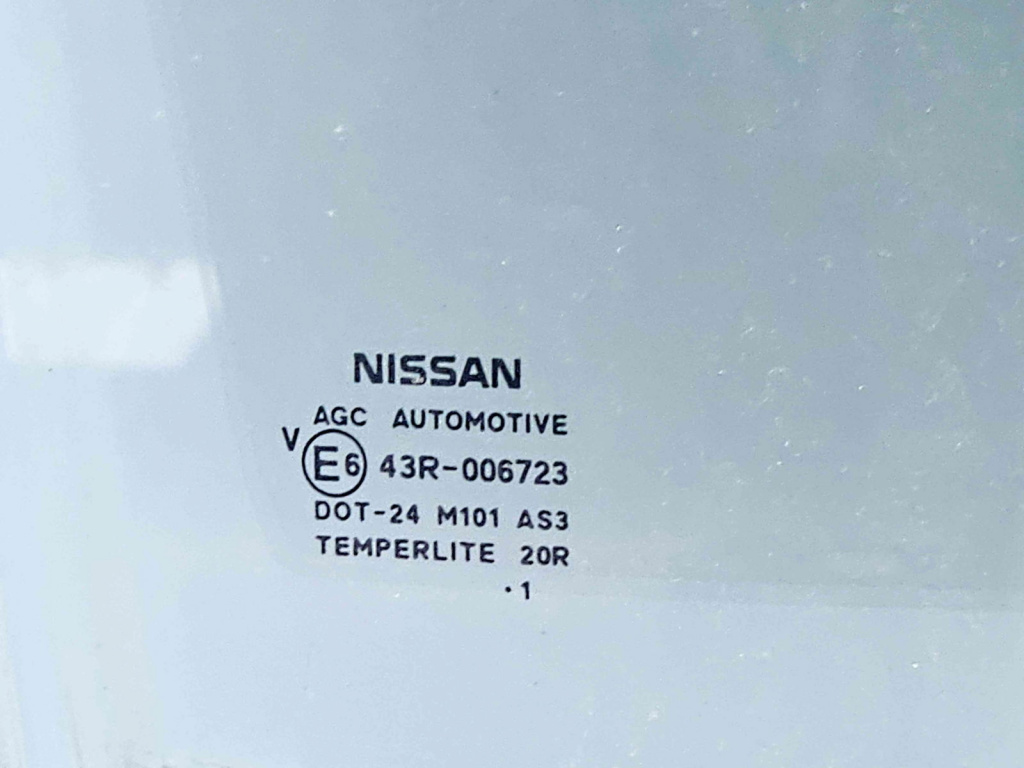 NISSAN
AGC AUTOMOTIVE
V E6 43R-006723
DOT-24 M101 AS3
TEMPERLITE 20R
·1